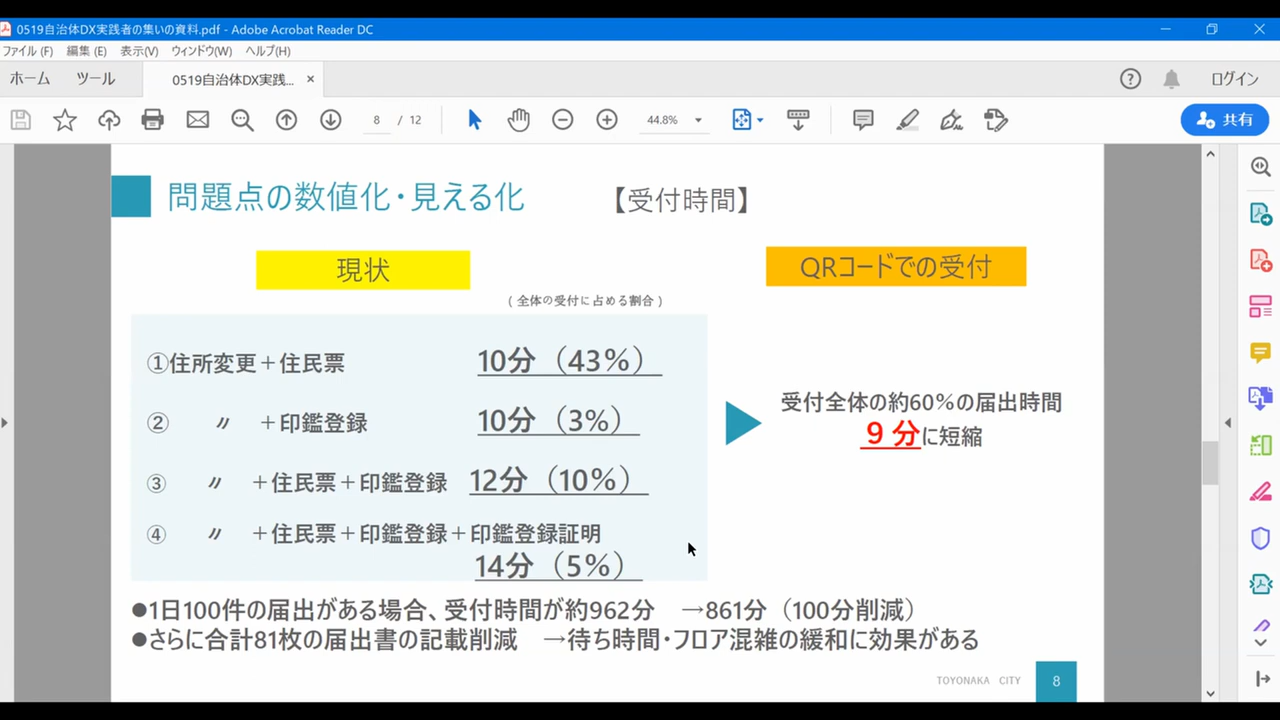 0519自治体DX実践者の集いの資料.pdf - Adobe Acrobat Reader DC
ファイル (F) 編集 (E) 表示(V) ウィンドウ(W) ヘルプ(H)
ホーム ツール 0519自治体DX実践... × ログイン
8 / 12 44.8% 共有
問題点の数値化・見える化 【受付時間】
現状
QRコードでの受付
(全体の受付に占める割合)
①住所変更＋住民票 10分（43%）
② 〃 ＋印鑑登録 10分（3%）
③ 〃 ＋住民票＋印鑑登録 12分（10%）
④ 〃 ＋住民票＋印鑑登録＋印鑑登録証明
14分（5%）
受付全体の約60%の届出時間
９分に短縮
●1日100件の届出がある場合、受付時間が約962分 →861分（100分削減）
●さらに合計81枚の届出書の記載削減 →待ち時間・フロア混雑の緩和に効果がある
TOYONAKA CITY 8